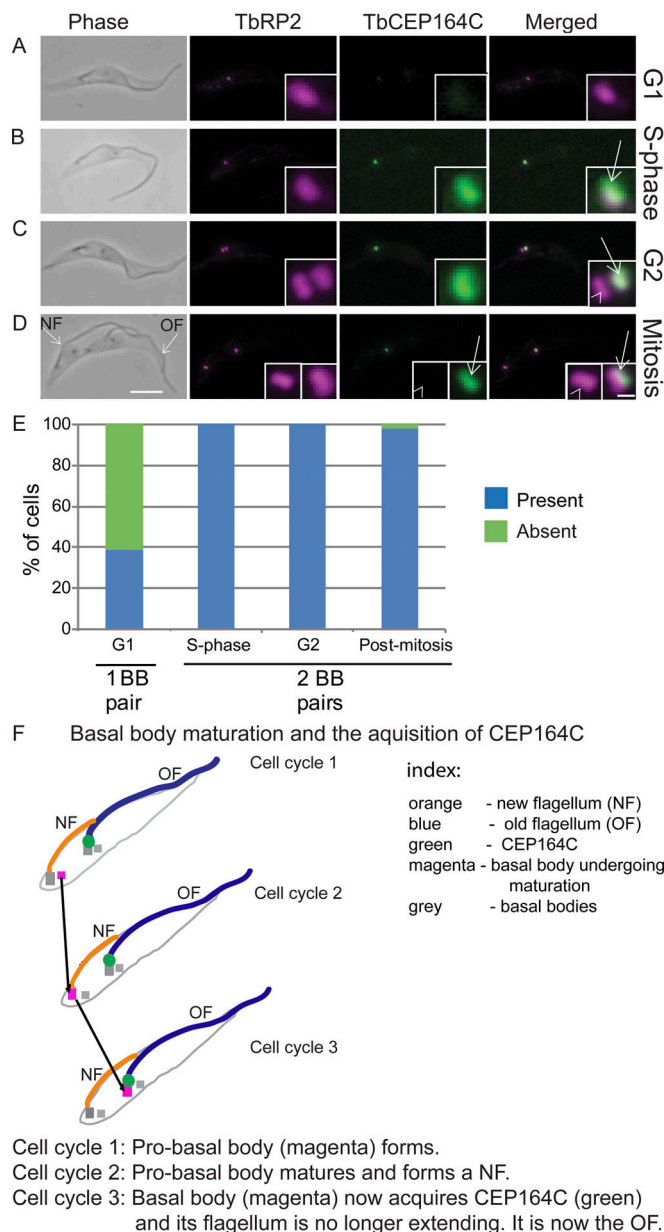 Phase TbRP2 TbCEP164C Merged
A G1
B S-phase
C G2
D NF OF Mitosis
E
100
80
60
40
20
0
% of cells
Present
Absent
G1 S-phase G2 Post-mitosis
1 BB pair
2 BB pairs
F Basal body maturation and the aquisition of CEP164C
OF Cell cycle 1
NF
index:
orange - new flagellum (NF)
blue - old flagellum (OF)
green - CEP164C
magenta - basal body undergoing
maturation
grey - basal bodies
OF Cell cycle 2
NF
OF Cell cycle 3
NF
Cell cycle 1: Pro-basal body (magenta) forms.
Cell cycle 2: Pro-basal body matures and forms a NF.
Cell cycle 3: Basal body (magenta) now acquires CEP164C (green)
and its flagellum is no longer extending. It is now the OF.